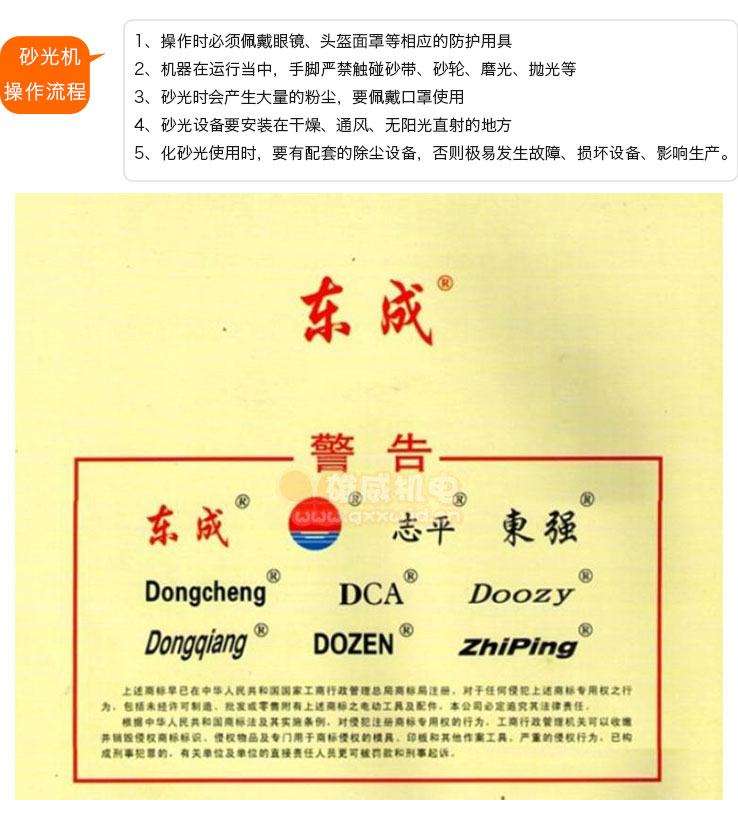 砂光机
操作流程
1、操作时必须佩戴眼镜、头盔面罩等相应的防护用具
2、机器在运行当中，手脚严禁触碰砂带、砂轮、磨光、抛光等
3、砂光时会产生大量的粉尘，要佩戴口罩使用
4、砂光设备要安装在干燥、通风、无阳光直射的地方
5、化砂光使用时，要有配套的除尘设备，否则极易发生故障、损坏设备、影响生产。
东成®
警告
雄威机电
东成® ® 志平® 東强®
Dongcheng® DCA® Doozy®
Dongqiang® DOZEN® ZhiPing®
上述商标早已在中华人民共和国国家工商行政管理总局商标局注册。对于任何侵犯上述商标专用权之行
为，包括未经许可制造、批发或零售附有上述商标之电动工具及配件，本公司必定追究其法律责任。
根据中华人民共和国商标法及其实施条例，对侵犯注册商标专用权的行为，工商行政管理机关可以收缴
并销毁侵权商标标识、侵权物品及专门用于商标侵权的模具、印板和其他作案工具，严重的侵权行为，已构
成刑事犯罪的，有关单位及单位的直接责任人员更可被罚款和刑事起诉。